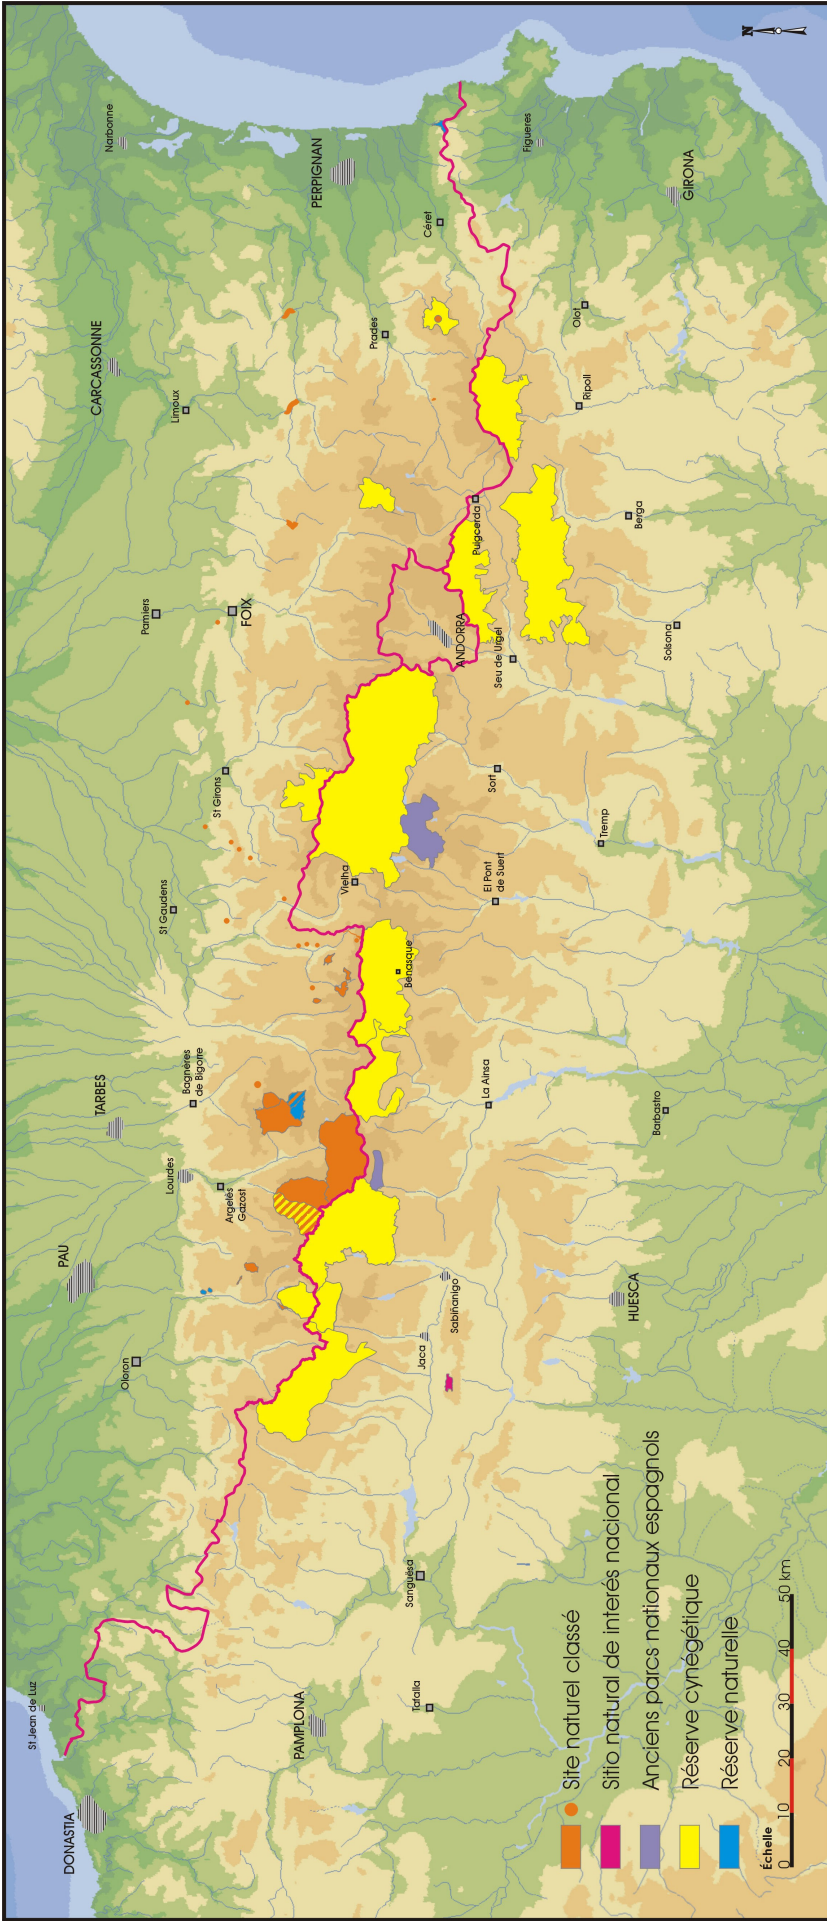 DONASTIA
St Jean de Luz
PAMPLONA
Tafalla
Sangüesa
Oloron
PAU
Lourdes
Argelès
Gazost
TARBES
Bagneres
de Bigorre
Jaca
Sabiñanigo
HUESCA
La Ainsa
Barbastro
Benasque
St Gaudens
Vielha
El Pont
de Suert
St Girons
Sort
Tremp
Pamiers
FOIX
ANDORRA
Seu de Urgel
Solsona
Puigcerda
Berga
Limoux
CARCASSONNE
Prades
Ripoll
Olot
Céret
PERPIGNAN
Narbonne
Figueres
GIRONA
N
Site naturel classé
Sitio natural de interés nacional
Anciens parcs nationaux espagnols
Réserve cynégétique
Réserve naturelle
Échelle
0 10 20 30 40 50 km